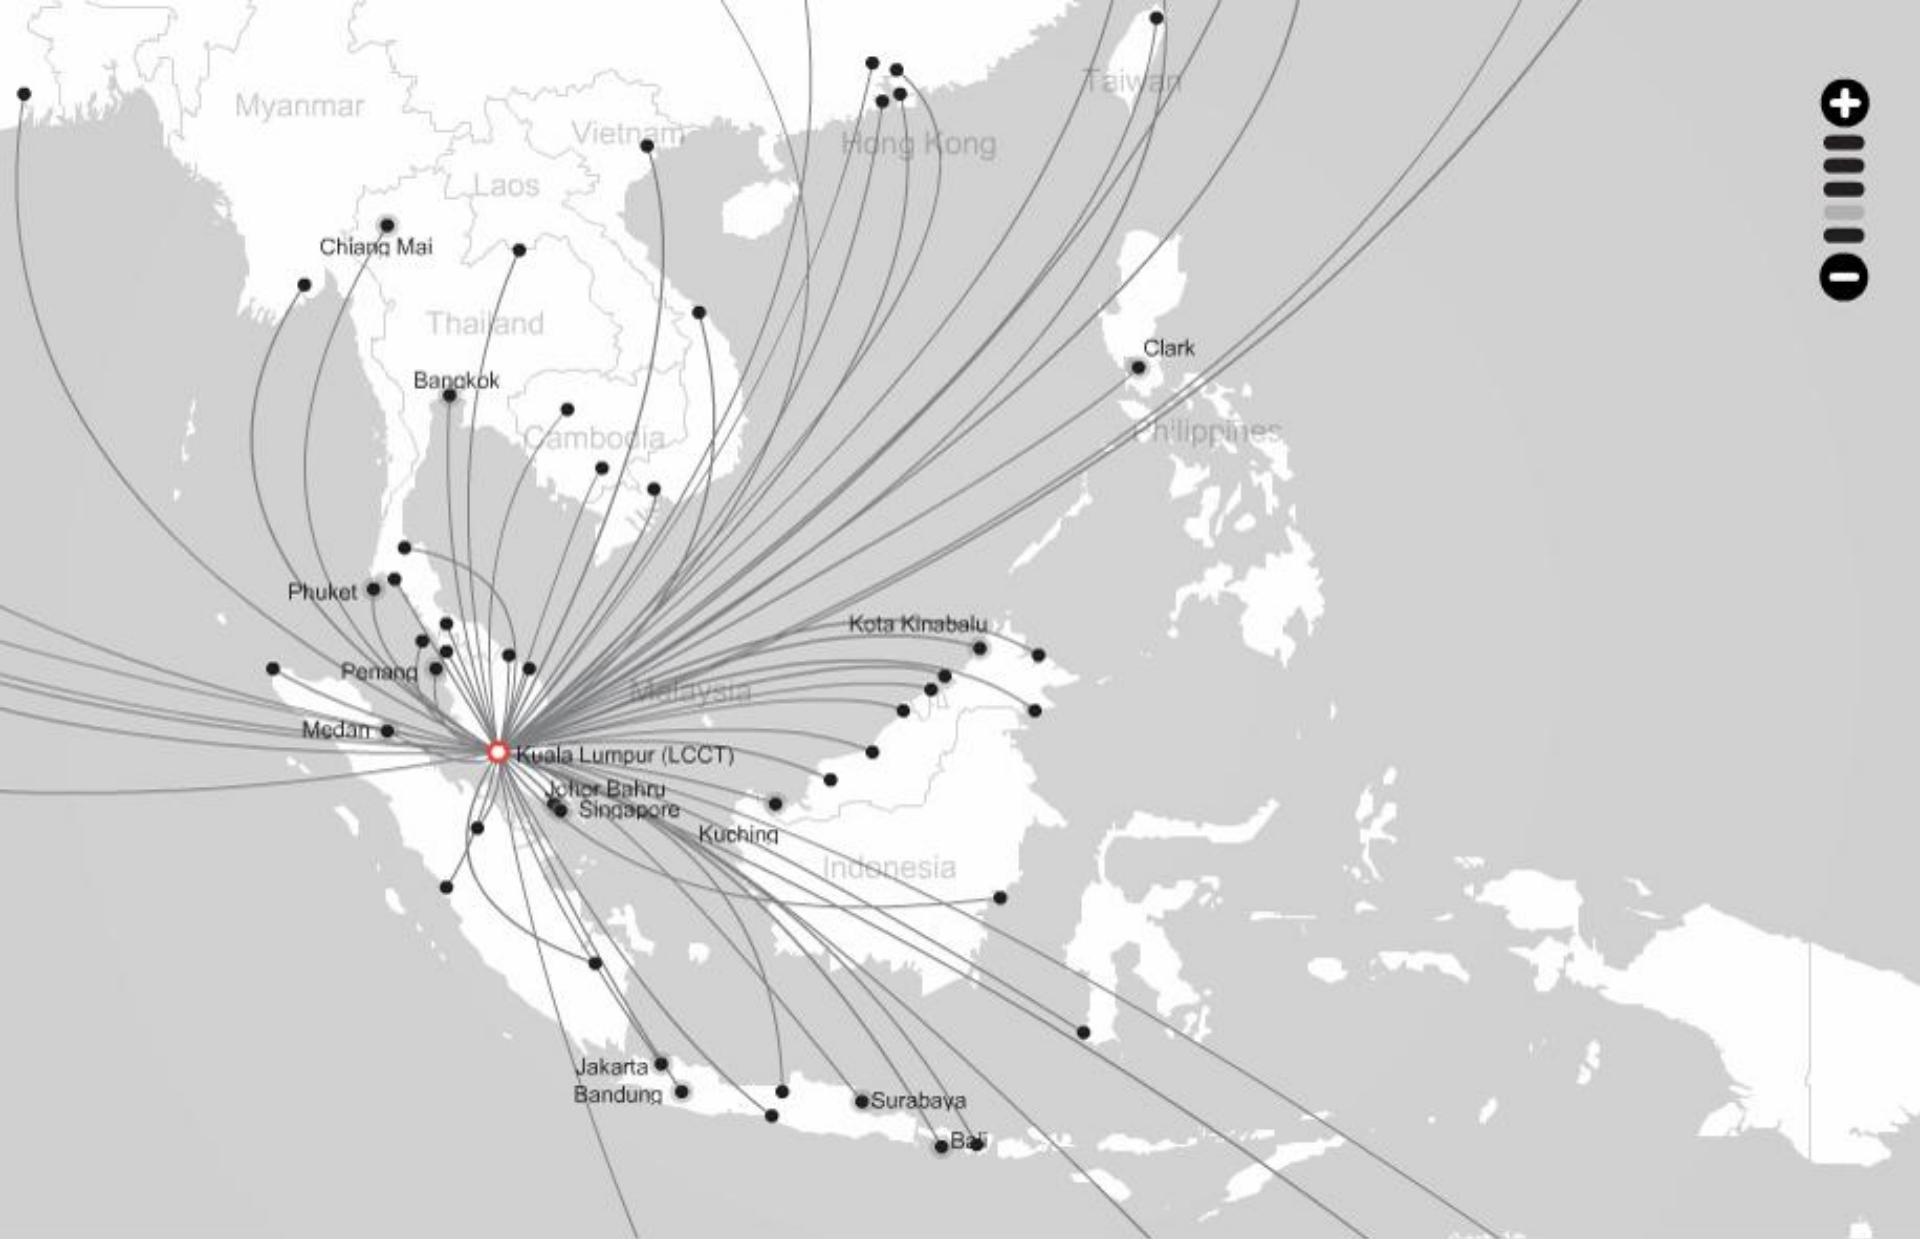 Taiwan
Myanmar
Vietnam
Hong Kong
Laos
Chiang Mai
Thailand
Clark
Bangkok
Cambodia
Philippines
Phuket
Kota Kinabalu
Penang
Malaysia
Medan
Kuala Lumpur (LCCT)
Johor Bahru
Singapore
Kuching
Indonesia
Jakarta
Bandung
Surabaya
Bali